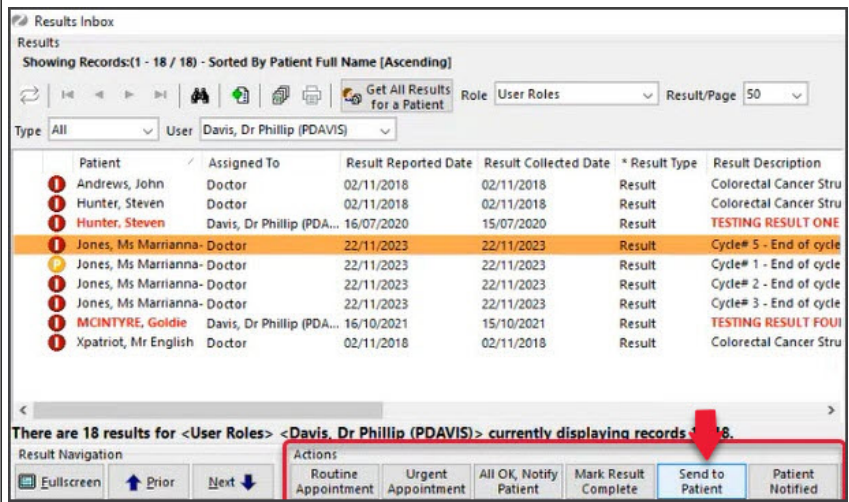 Results Inbox
Results
Showing Records:(1 - 18 / 18) - Sorted By Patient Full Name [Ascending]
Get All Results for a Patient Role User Roles Result/Page 50
Type All User Davis, Dr Phillip (PDAVIS)
Patient Assigned To Result Reported Date Result Collected Date * Result Type Result Description
I Andrews, John Doctor 02/11/2018 02/11/2018 Result Colorectal Cancer Stru
I Hunter, Steven Doctor 02/11/2018 02/11/2018 Result Colorectal Cancer Stru
I Hunter, Steven Davis, Dr Phillip (PDA... 16/07/2020 15/07/2020 Result TESTING RESULT ONE
I Jones, Ms Marrianna- Doctor 22/11/2023 22/11/2023 Result Cycle# 5 - End of cycle
P Jones, Ms Marrianna- Doctor 22/11/2023 22/11/2023 Result Cycle# 1 - End of cycle
I Jones, Ms Marrianna- Doctor 22/11/2023 22/11/2023 Result Cycle# 2 - End of cycle
I Jones, Ms Marrianna- Doctor 22/11/2023 22/11/2023 Result Cycle# 3 - End of cycle
I MCINTYRE, Goldie Davis, Dr Phillip (PDA... 16/10/2021 15/10/2021 Result TESTING RESULT FOUI
I Xpatriot, Mr English Doctor 02/11/2018 02/11/2018 Result Colorectal Cancer Stru
There are 18 results for <User Roles> <Davis, Dr Phillip (PDAVIS)> currently displaying records
Result Navigation Actions
Fullscreen Prior Next Routine Appointment Urgent Appointment All OK, Notify Patient Mark Result Complete Send to Patient Patient Notified